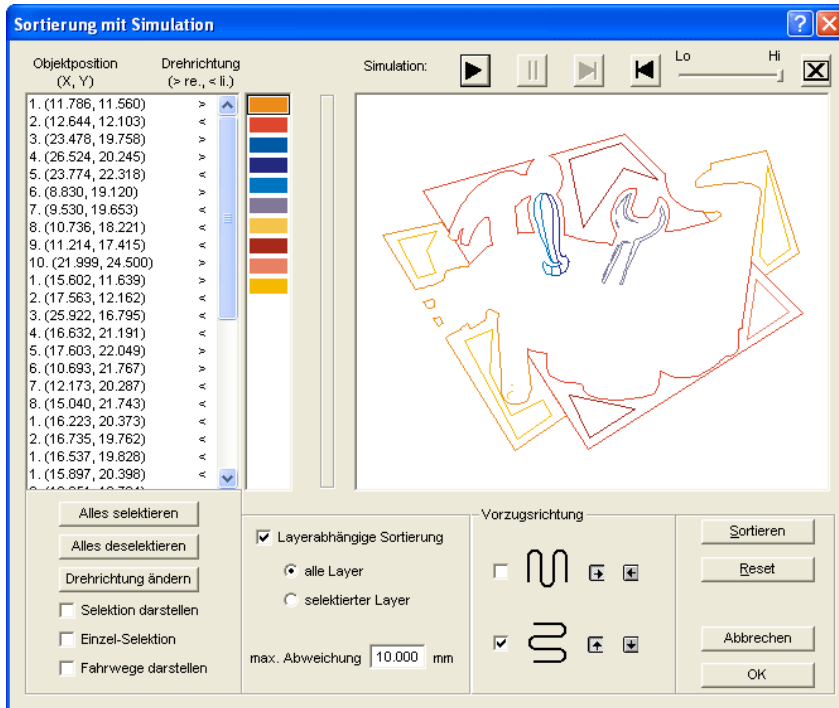 Sortierung mit Simulation
Objektposition Drehrichtung
(X, Y) (> re., < li.)
Simulation:
Lo Hi
1. (11.786, 11.560) >
2. (12.644, 12.103) <
3. (23.478, 19.758) >
4. (26.524, 20.245) >
5. (23.774, 22.318) >
6. (8.830, 19.120) >
7. (9.530, 19.653) <
8. (10.736, 18.221) <
9. (11.214, 17.415) <
10. (21.999, 24.500) >
1. (15.602, 11.639) >
2. (17.563, 12.162) <
3. (25.922, 16.795) >
4. (16.632, 21.191) >
5. (17.603, 22.049) >
6. (10.693, 21.767) >
7. (12.173, 20.287) <
8. (15.040, 21.743) <
1. (16.223, 20.373) <
2. (16.735, 19.762) <
1. (16.537, 19.828) <
1. (15.897, 20.398) <
Alles selektieren
Alles deselektieren
Drehrichtung ändern
Selektion darstellen
Einzel-Selektion
Fahrwege darstellen
Layerabhängige Sortierung
alle Layer
selektierter Layer
max. Abweichung 10.000 mm
Vorzugsrichtung
Sortieren
Reset
Abbrechen
OK